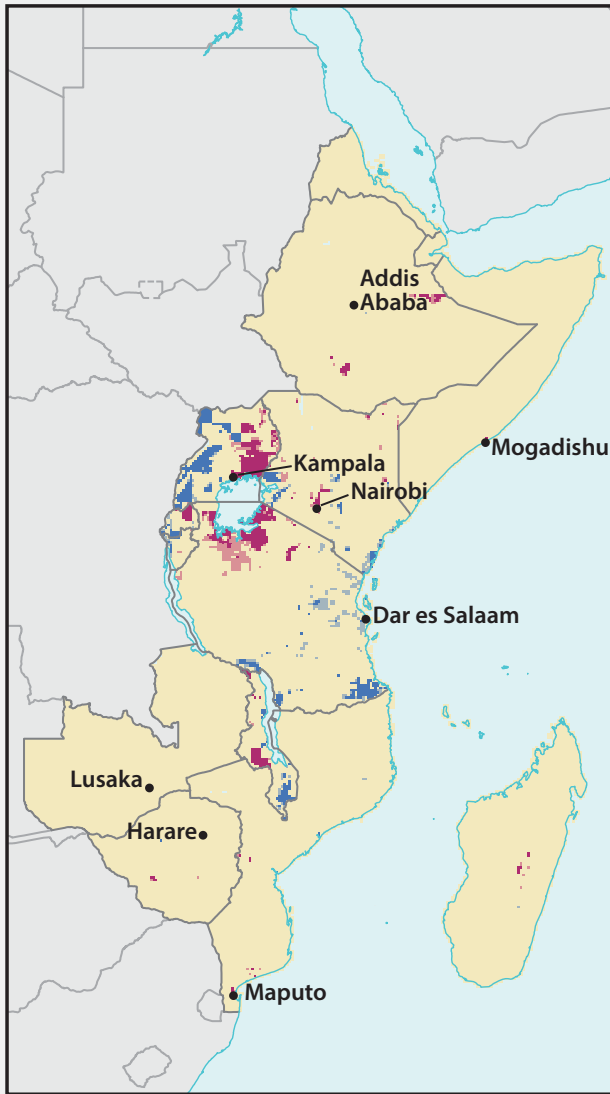 Addis
Ababa
Mogadishu
Kampala
Nairobi
Dar es Salaam
Lusaka
Harare
Maputo